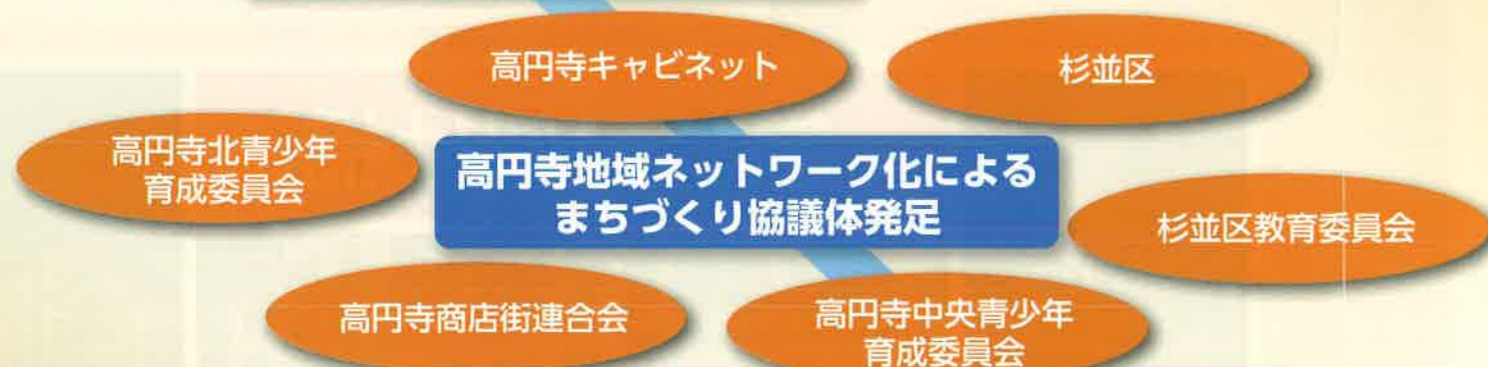 高円寺キャビネット
杉並区
高円寺北青少年
育成委員会
高円寺地域ネットワーク化による
まちづくり協議体発足
杉並区教育委員会
高円寺商店街連合会
高円寺中央青少年
育成委員会